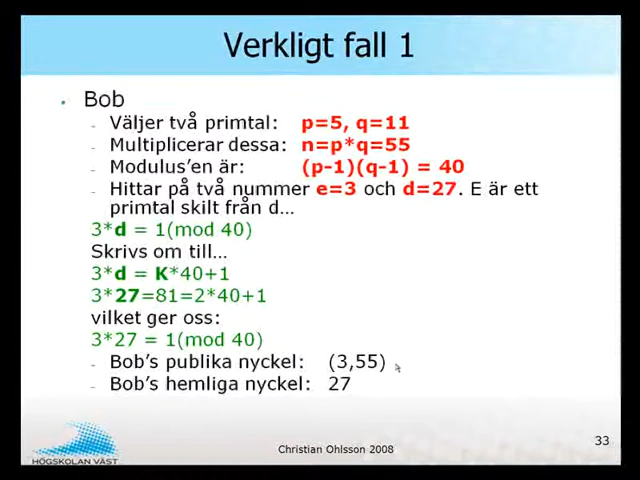 Verkligt fall 1
• Bob
- Väljer två primtal: p=5, q=11
- Multiplicerar dessa: n=p*q=55
- Modulus'en är: (p-1)(q-1) = 40
- Hittar på två nummer e=3 och d=27. E är ett
primtal skilt från d...
3*d = 1(mod 40)
Skrivs om till...
3*d = K*40+1
3*27=81=2*40+1
vilket ger oss:
3*27 = 1(mod 40)
- Bob's publika nyckel: (3,55)
- Bob's hemliga nyckel: 27
33
Christian Ohlsson 2008
HÖGSKOLAN VÄST